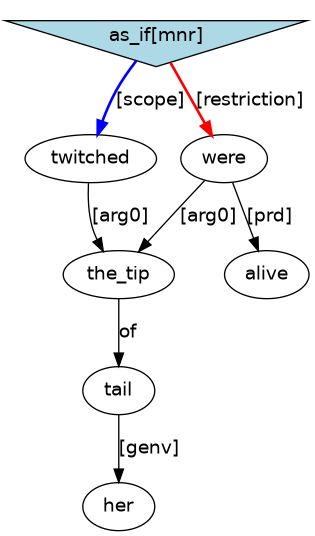 as_if[mnr]
[scope] [restriction]
twitched were
[arg0] [arg0] [prd]
the_tip alive
of
tail
[genv]
her